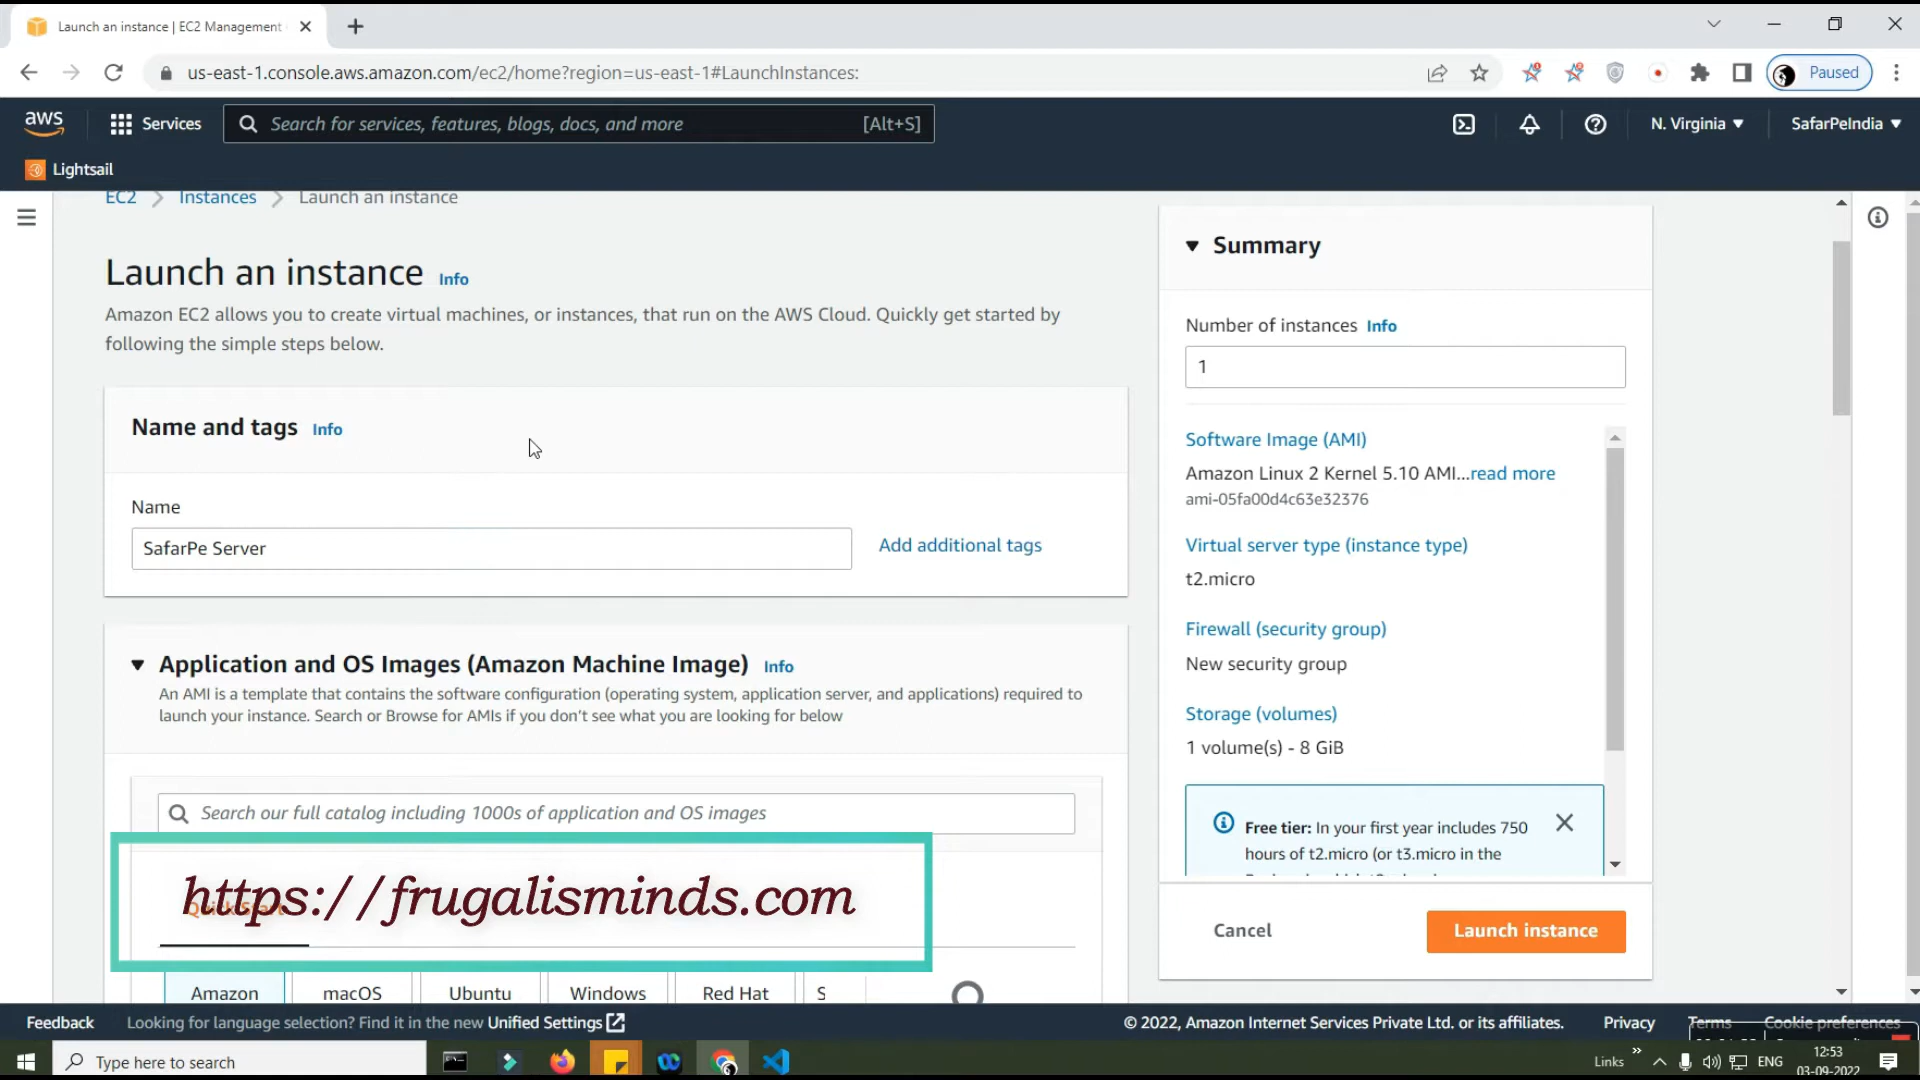 Launch an instance | EC2 Management
us-east-1.console.aws.amazon.com/ec2/home?region=us-east-1#LaunchInstances:
Paused
aws
Services
Search for services, features, blogs, docs, and more
[Alt+S]
N. Virginia
SafarPeIndia
Lightsail
EC2
Instances
Launch an instance
Launch an instance Info
Amazon EC2 allows you to create virtual machines, or instances, that run on the AWS Cloud. Quickly get started by
following the simple steps below.
Name and tags Info
Name
SafarPe Server
Add additional tags
Application and OS Images (Amazon Machine Image) Info
An AMI is a template that contains the software configuration (operating system, application server, and applications) required to
launch your instance. Search or Browse for AMIs if you don't see what you are looking for below
Search our full catalog including 1000s of application and OS images
Quick Start
https://frugalisminds.com
Amazon
macOS
Ubuntu
Windows
Red Hat
S
Summary
Number of instances Info
1
Software Image (AMI)
Amazon Linux 2 Kernel 5.10 AMI...read more
ami-05fa00d4c63e32376
Virtual server type (instance type)
t2.micro
Firewall (security group)
New security group
Storage (volumes)
1 volume(s) - 8 GiB
Free tier: In your first year includes 750
hours of t2.micro (or t3.micro in the
Cancel
Launch instance
Feedback
Looking for language selection? Find it in the new Unified Settings
© 2022, Amazon Internet Services Private Ltd. or its affiliates.
Privacy
Terms
Cookie preferences
Type here to search
Links
ENG
12:53
03-09-2022